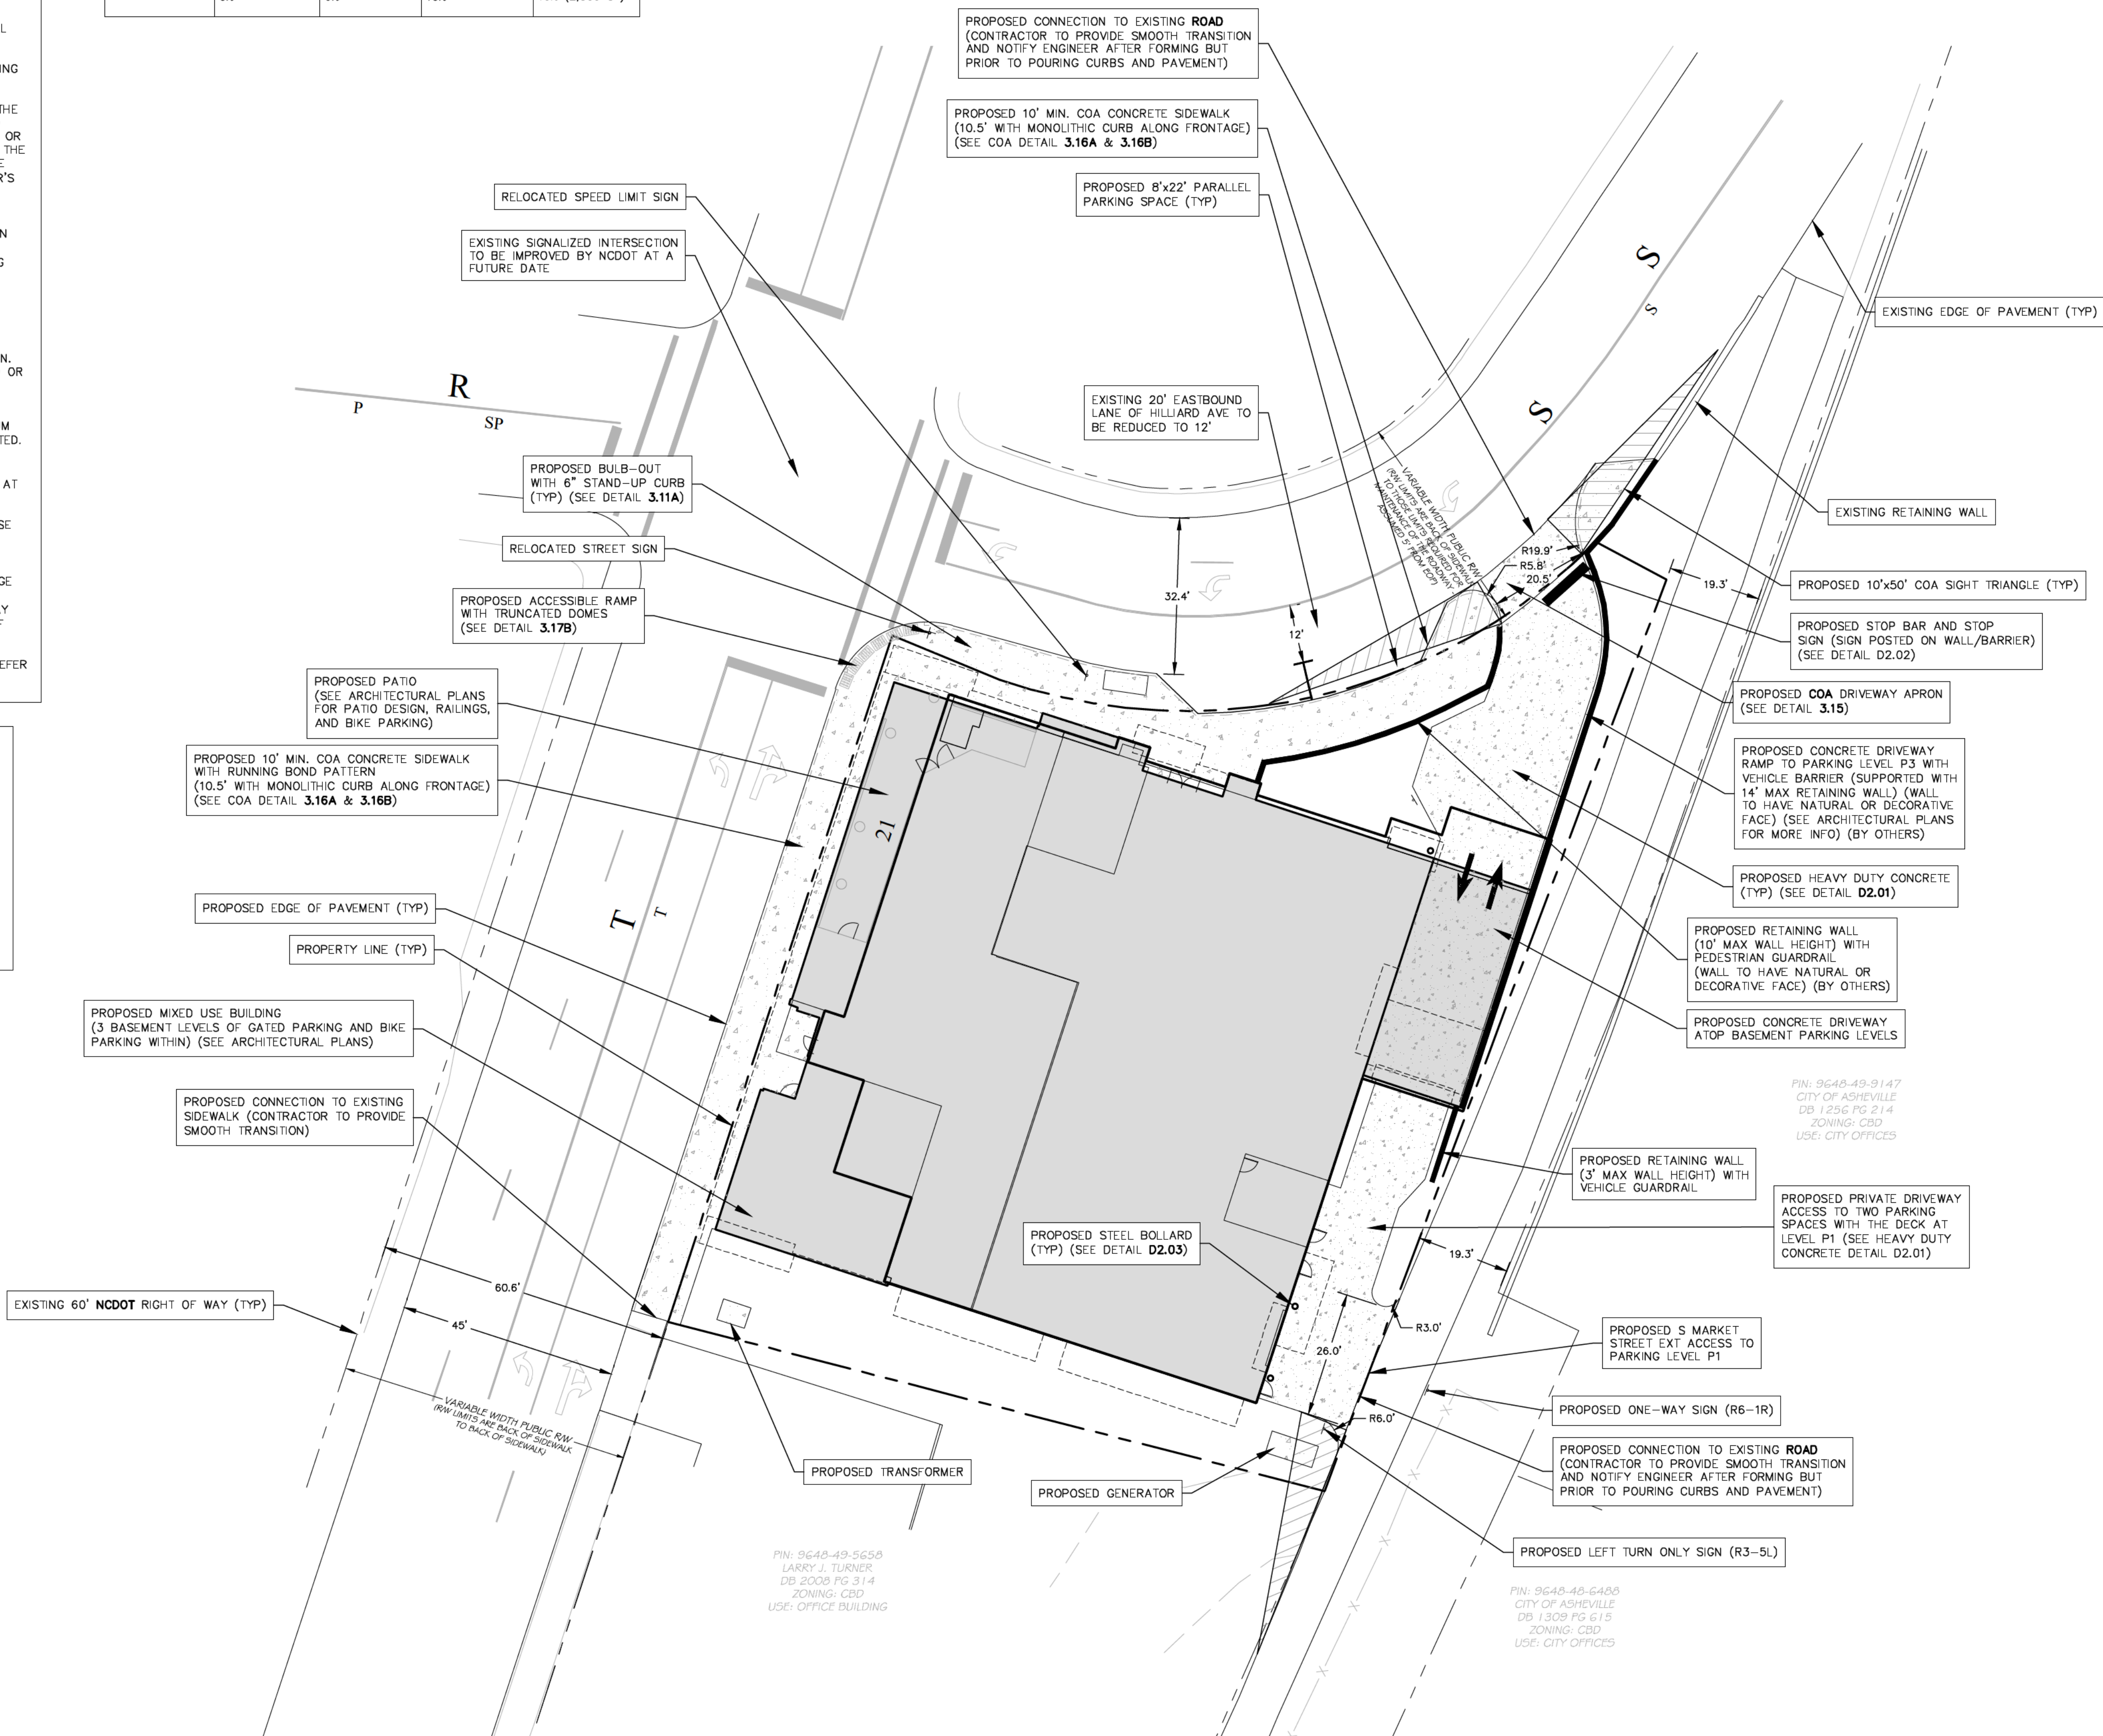 PROPOSED CONNECTION TO EXISTING ROAD
(CONTRACTOR TO PROVIDE SMOOTH TRANSITION
AND NOTIFY ENGINEER AFTER FORMING BUT
PRIOR TO POURING CURBS AND PAVEMENT)
PROPOSED 10' MIN. COA CONCRETE SIDEWALK
(10.5' WITH MONOLITHIC CURB ALONG FRONTAGE)
(SEE COA DETAIL 3.16A & 3.16B)
PROPOSED 8'x22' PARALLEL
PARKING SPACE (TYP)
RELOCATED SPEED LIMIT SIGN
EXISTING SIGNALIZED INTERSECTION
TO BE IMPROVED BY NCDOT AT A
FUTURE DATE
EXISTING EDGE OF PAVEMENT (TYP)
S
S
S
S
R
P
SP
EXISTING 20' EASTBOUND
LANE OF HILLIARD AVE TO
BE REDUCED TO 12'
VARIABLE WIDTH PUBLIC R/W
(R/W LIMITS ARE BACK OF SIDEWALK
TO THOSE LIMITS REQUIRED FOR
MAINTENANCE OF THE ROADWAY -
ASSUMED 5' FROM EOP)
PROPOSED BULB-OUT
WITH 6" STAND-UP CURB
(TYP) (SEE DETAIL 3.11A)
EXISTING RETAINING WALL
RELOCATED STREET SIGN
R19.9'
R5.8'
20.5'
19.3'
PROPOSED 10'x50' COA SIGHT TRIANGLE (TYP)
32.4'
12'
PROPOSED ACCESSIBLE RAMP
WITH TRUNCATED DOMES
(SEE DETAIL 3.17B)
PROPOSED STOP BAR AND STOP
SIGN (SIGN POSTED ON WALL/BARRIER)
(SEE DETAIL D2.02)
PROPOSED PATIO
(SEE ARCHITECTURAL PLANS
FOR PATIO DESIGN, RAILINGS,
AND BIKE PARKING)
PROPOSED COA DRIVEWAY APRON
(SEE DETAIL 3.15)
PROPOSED 10' MIN. COA CONCRETE SIDEWALK
WITH RUNNING BOND PATTERN
(10.5' WITH MONOLITHIC CURB ALONG FRONTAGE)
(SEE COA DETAIL 3.16A & 3.16B)
PROPOSED CONCRETE DRIVEWAY
RAMP TO PARKING LEVEL P3 WITH
VEHICLE BARRIER (SUPPORTED WITH
14' MAX RETAINING WALL) (WALL
TO HAVE NATURAL OR DECORATIVE
FACE) (SEE ARCHITECTURAL PLANS
FOR MORE INFO) (BY OTHERS)
21
PROPOSED HEAVY DUTY CONCRETE
(TYP) (SEE DETAIL D2.01)
PROPOSED EDGE OF PAVEMENT (TYP)
T
T
PROPERTY LINE (TYP)
PROPOSED RETAINING WALL
(10' MAX WALL HEIGHT) WITH
PEDESTRIAN GUARDRAIL
(WALL TO HAVE NATURAL OR
DECORATIVE FACE) (BY OTHERS)
PROPOSED MIXED USE BUILDING
(3 BASEMENT LEVELS OF GATED PARKING AND BIKE
PARKING WITHIN) (SEE ARCHITECTURAL PLANS)
PROPOSED CONCRETE DRIVEWAY
ATOP BASEMENT PARKING LEVELS
PIN: 9648-49-9147
CITY OF ASHEVILLE
DB 1256 PG 214
ZONING: CBD
USE: CITY OFFICES
PROPOSED CONNECTION TO EXISTING
SIDEWALK (CONTRACTOR TO PROVIDE
SMOOTH TRANSITION)
PROPOSED RETAINING WALL
(3' MAX WALL HEIGHT) WITH
VEHICLE GUARDRAIL
PROPOSED PRIVATE DRIVEWAY
ACCESS TO TWO PARKING
SPACES WITH THE DECK AT
LEVEL P1 (SEE HEAVY DUTY
CONCRETE DETAIL D2.01)
PROPOSED STEEL BOLLARD
(TYP) (SEE DETAIL D2.03)
19.3'
60.6'
EXISTING 60' NCDOT RIGHT OF WAY (TYP)
45'
R3.0'
26.0'
PROPOSED S MARKET
STREET EXT ACCESS TO
PARKING LEVEL P1
VARIABLE WIDTH PUBLIC R/W
(R/W LIMITS ARE BACK OF SIDEWALK
TO BACK OF SIDEWALK)
R6.0'
PROPOSED ONE-WAY SIGN (R6-1R)
PROPOSED TRANSFORMER
PROPOSED GENERATOR
PROPOSED CONNECTION TO EXISTING ROAD
(CONTRACTOR TO PROVIDE SMOOTH TRANSITION
AND NOTIFY ENGINEER AFTER FORMING BUT
PRIOR TO POURING CURBS AND PAVEMENT)
PROPOSED LEFT TURN ONLY SIGN (R3-5L)
PIN: 9648-49-5658
LARRY J. TURNER
DB 2008 PG 314
ZONING: CBD
USE: OFFICE BUILDING
PIN: 9648-48-6488
CITY OF ASHEVILLE
DB 1309 PG 615
ZONING: CBD
USE: CITY OFFICES